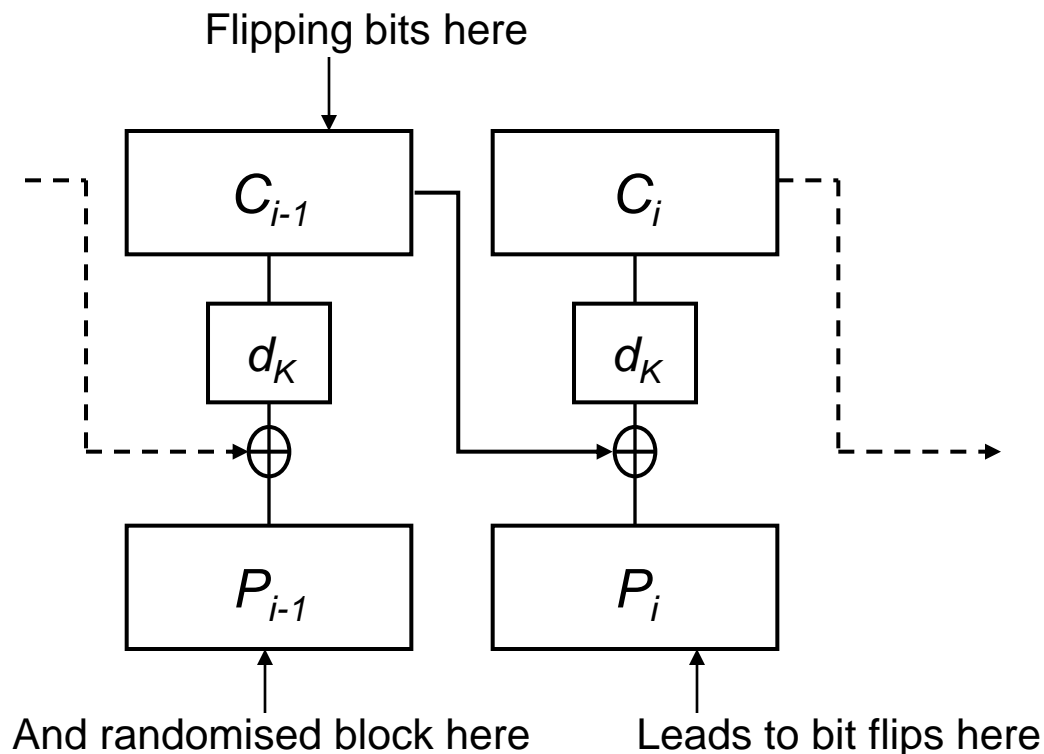 Flipping bits here
C_{i-1}
C_i
d_K
d_K
P_{i-1}
P_i
And randomised block here
Leads to bit flips here